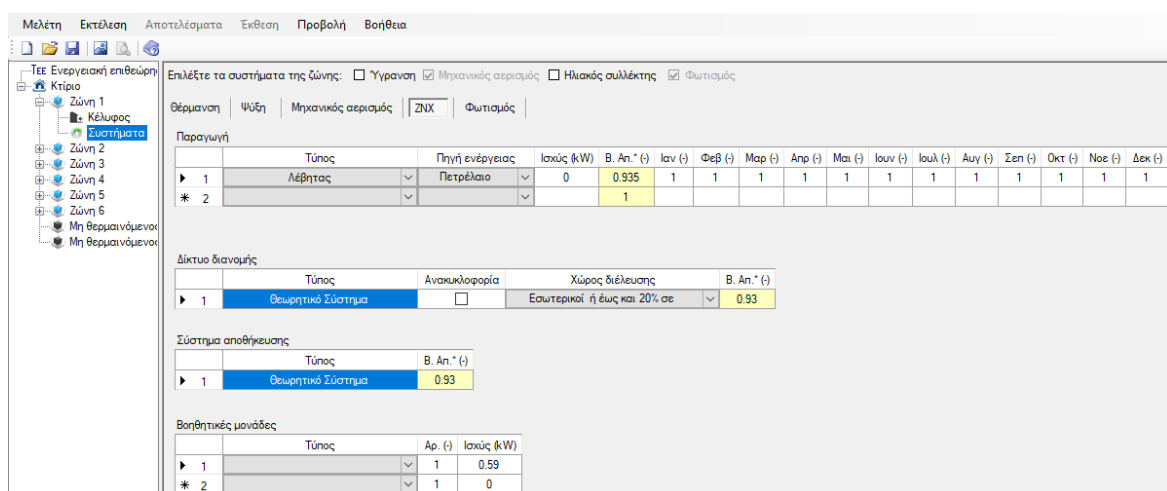 Μελέτη Εκτέλεση Αποτελέσματα Έκθεση Προβολή Βοήθεια
ΤΕΕ Ενεργειακή επιθεώρη
Κτίριο
Ζώνη 1
Κέλυφος
Συστήματα
Ζώνη 2
Ζώνη 3
Ζώνη 4
Ζώνη 5
Ζώνη 6
Μη θερμαινόμενο
Μη θερμαινόμενο
Επιλέξτε τα συστήματα της ζώνης: Ύγρανση Μηχανικός αερισμός Ηλιακός συλλέκτης Φωτισμός
Θέρμανση Ψύξη Μηχανικός αερισμός ΖΝΧ Φωτισμός
Παραγωγή
Τύπος Πηγή ενέργειας Ισχύς (kW) Β. Απ.* (-) Ιαν (-) Φεβ (-) Μαρ (-) Απρ (-) Μαι (-) Ιουν (-) Ιουλ (-) Αυγ (-) Σεπ (-) Οκτ (-) Νοε (-) Δεκ (-)
1 Λέβητας Πετρέλαιο 0 0.935 1 1 1 1 1 1 1 1 1 1 1 1
2 1
Δίκτυο διανομής
Τύπος Ανακυκλοφορία Χώρος διέλευσης Β. Απ.* (-)
1 Θεωρητικό Σύστημα Εσωτερικοί ή έως και 20% σε 0.93
Σύστημα αποθήκευσης
Τύπος Β. Απ.* (-)
1 Θεωρητικό Σύστημα 0.93
Βοηθητικές μονάδες
Τύπος Αρ. (-) Ισχύς (kW)
1 1 0.59
2 1 0